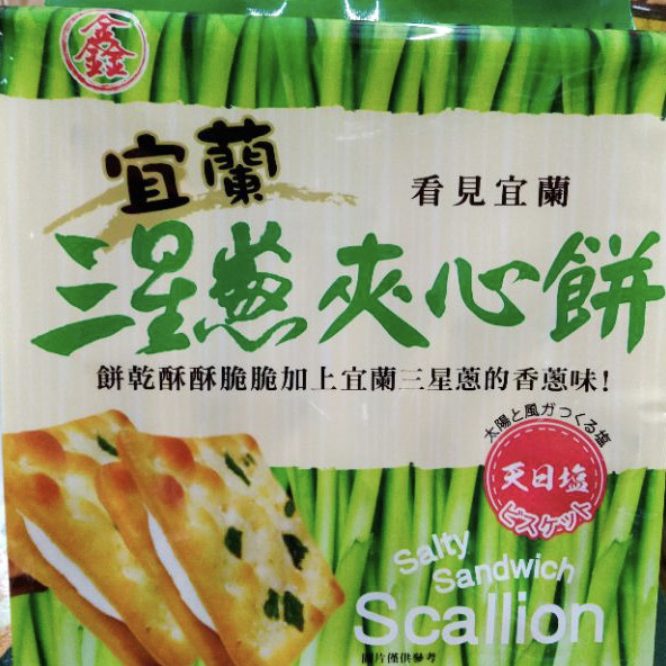 鑫
宜蘭
看見宜蘭
三星蔥夾心餅
餅乾酥酥脆脆加上宜蘭三星蔥的香蔥味!
太陽と風がつくる塩
天日塩
ビスケット
Salty
Sandwich
Scallion
圖片僅供參考